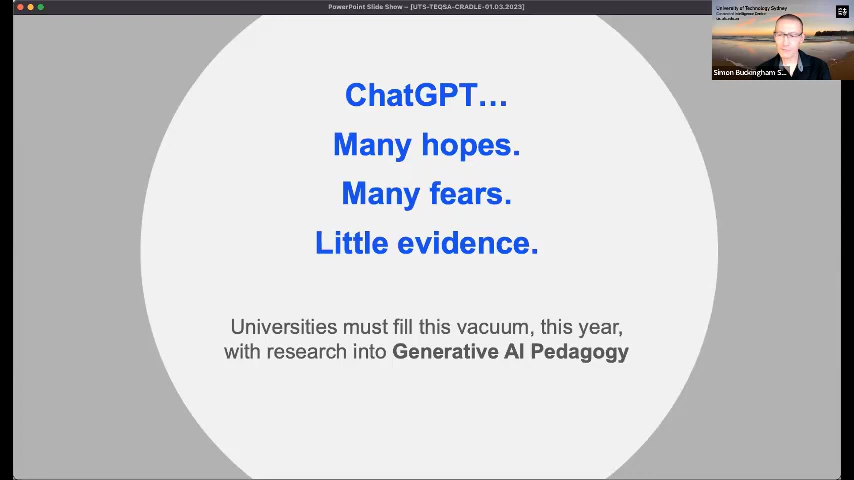 PowerPoint Slide Show – [UTS-TEQSA-CRADLE-01.03.2023]
University of Technology Sydney
Simon Buckingham S...
ChatGPT...
Many hopes.
Many fears.
Little evidence.
Universities must fill this vacuum, this year,
with research into Generative AI Pedagogy